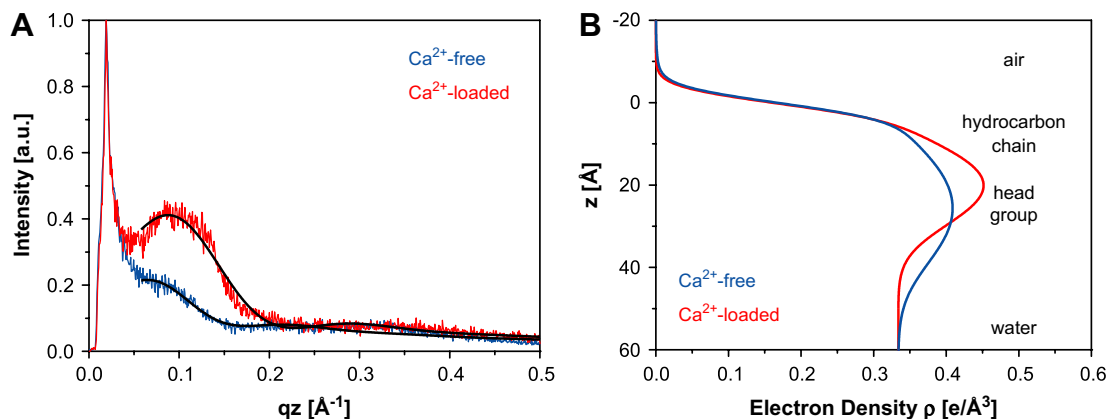 A
1.0
0.8
0.6
0.4
0.2
0.0
Intensity [a.u.]
Ca²⁺-free
Ca²⁺-loaded
0.0 0.1 0.2 0.3 0.4 0.5
qz [Å⁻¹]
B
-20
0
20
40
60
z [Å]
air
hydrocarbon
chain
head
group
water
Ca²⁺-free
Ca²⁺-loaded
0.0 0.1 0.2 0.3 0.4 0.5 0.6
Electron Density ρ [e/Å³]